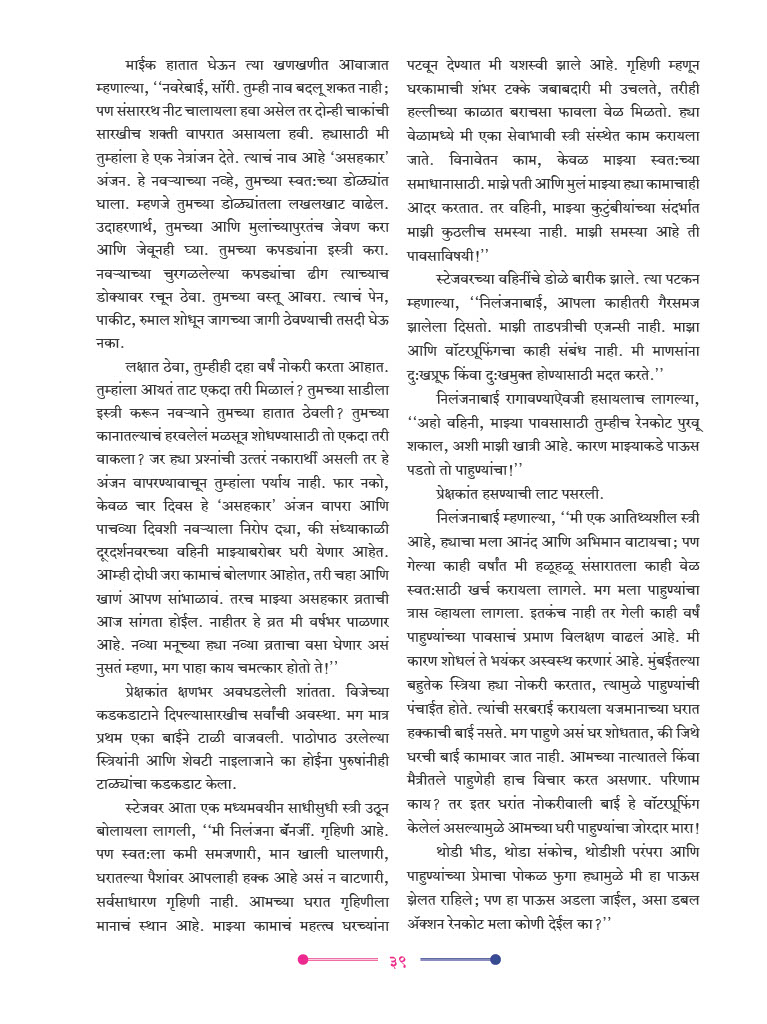 माईक हातात घेऊन त्या खणखणीत आवाजात
म्हणाल्या, ‘‘नवरेबाई, सॉरी. तुम्ही नाव बदलू शकत नाही;
पण संसाररथ नीट चालायला हवा असेल तर दोन्ही चाकांची
सारखीच शक्ती वापरात असायला हवी. ह्यासाठी मी
तुम्हांला हे एक नेत्रांजन देते. त्याचं नाव आहे ‘असहकार’
अंजन. हे नवऱ्याच्या नव्हे, तुमच्या स्वत:च्या डोळ्यांत
घाला. म्हणजे तुमच्या डोळ्यांतला लखलखाट वाढेल.
उदाहरणार्थ, तुमच्या आणि मुलांच्यापुरतंच जेवण करा
आणि जेवूनही घ्या. तुमच्या कपड्यांना इस्त्री करा.
नवऱ्याच्या चुरगळलेल्या कपड्यांचा ढीग त्याच्याच
डोक्यावर रचून ठेवा. तुमच्या वस्तू आवरा. त्याचं पेन,
पाकीट, रुमाल शोधून जागच्या जागी ठेवण्याची तसदी घेऊ
नका.
लक्षात ठेवा, तुम्हीही दहा वर्षं नोकरी करता आहात.
तुम्हांला आयतं ताट एकदा तरी मिळालं? तुमच्या साडीला
इस्त्री करून नवऱ्याने तुमच्या हातात ठेवली? तुमच्या
कानातल्याचं हरवलेलं मळसूत्र शोधण्यासाठी तो एकदा तरी
वाकला? जर ह्या प्रश्नांची उत्तरं नकारार्थी असली तर हे
अंजन वापरण्यावाचून तुम्हांला पर्याय नाही. फार नको,
केवळ चार दिवस हे ‘असहकार’ अंजन वापरा आणि
पाचव्या दिवशी नवऱ्याला निरोप द्या, की संध्याकाळी
दूरदर्शनवरच्या वहिनी माझ्याबरोबर घरी येणार आहेत.
आम्ही दोघी जरा कामाचं बोलणार आहोत, तरी चहा आणि
खाणं आपण सांभाळावं. तरच माझ्या असहकार व्रताची
आज सांगता होईल. नाहीतर हे व्रत मी वर्षभर पाळणार
आहे. नव्या मनूच्या ह्या नव्या व्रताचा वसा घेणार असं
नुसतं म्हणा, मग पाहा काय चमत्कार होतो ते!’’
प्रेक्षकांत क्षणभर अवघडलेली शांतता. विजेच्या
कडकडाटाने दिपल्यासारखीच सर्वांची अवस्था. मग मात्र
प्रथम एका बाईने टाळी वाजवली. पाठोपाठ उरलेल्या
स्त्रियांनी आणि शेवटी नाइलाजाने का होईना पुरुषांनीही
टाळ्यांचा कडकडाट केला.
स्टेजवर आता एक मध्यमवयीन साधीसुधी स्त्री उठून
बोलायला लागली, ‘‘मी निलंजना बॅनर्जी. गृहिणी आहे.
पण स्वत:ला कमी समजणारी, मान खाली घालणारी,
घरातल्या पैशांवर आपलाही हक्क आहे असं न वाटणारी,
सर्वसाधारण गृहिणी नाही. आमच्या घरात गृहिणीला
मानाचं स्थान आहे. माझ्या कामाचं महत्त्व घरच्यांना
पटवून देण्यात मी यशस्वी झाले आहे. गृहिणी म्हणून
घरकामाची शंभर टक्के जबाबदारी मी उचलते, तरीही
हल्लीच्या काळात बराचसा फावला वेळ मिळतो. ह्या
वेळामध्ये मी एका सेवाभावी स्त्री संस्थेत काम करायला
जाते. विनावेतन काम, केवळ माझ्या स्वत:च्या
समाधानासाठी. माझे पती आणि मुलं माझ्या ह्या कामाचाही
आदर करतात. तर वहिनी, माझ्या कुटुंबीयांच्या संदर्भात
माझी कुठलीच समस्या नाही. माझी समस्या आहे ती
पावसाविषयी!’’
स्टेजवरच्या वहिनींचे डोळे बारीक झाले. त्या पटकन
म्हणाल्या, ‘‘निलंजनाबाई, आपला काहीतरी गैरसमज
झालेला दिसतो. माझी ताडपत्रीची एजन्सी नाही. माझा
आणि वॉटरप्रूफिंगचा काही संबंध नाही. मी माणसांना
दु:खप्रूफ किंवा दु:खमुक्त होण्यासाठी मदत करते.’’
निलंजनाबाई रागावण्याऐवजी हसायलाच लागल्या,
‘‘अहो वहिनी, माझ्या पावसासाठी तुम्हीच रेनकोट पुरवू
शकाल, अशी माझी खात्री आहे. कारण माझ्याकडे पाऊस
पडतो तो पाहुण्यांचा!’’
प्रेक्षकांत हसण्याची लाट पसरली.
निलंजनाबाई म्हणाल्या, ‘‘मी एक आतिथ्यशील स्त्री
आहे, ह्याचा मला आनंद आणि अभिमान वाटायचा; पण
गेल्या काही वर्षांत मी हळूहळू संसारातला काही वेळ
स्वत:साठी खर्च करायला लागले. मग मला पाहुण्यांचा
त्रास व्हायला लागला. इतकंच नाही तर गेली काही वर्षं
पाहुण्यांच्या पावसाचं प्रमाण विलक्षण वाढलं आहे. मी
कारण शोधलं ते भयंकर अस्वस्थ करणारं आहे. मुंबईतल्या
बहुतेक स्त्रिया ह्या नोकरी करतात, त्यामुळे पाहुण्यांची
पंचाईत होते. त्यांची सरबराई करायला यजमानाच्या घरात
हक्काची बाई नसते. मग पाहुणे असं घर शोधतात, की जिथे
घरची बाई कामावर जात नाही. आमच्या नात्यातले किंवा
मैत्रीतले पाहुणेही हाच विचार करत असणार. परिणाम
काय? तर इतर घरांत नोकरीवाली बाई हे वॉटरप्रूफिंग
केलेलं असल्यामुळे आमच्या घरी पाहुण्यांचा जोरदार मारा!
थोडी भीड, थोडा संकोच, थोडीशी परंपरा आणि
पाहुण्यांच्या प्रेमाचा पोकळ फुगा ह्यामुळे मी हा पाऊस
झेलत राहिले; पण हा पाऊस अडला जाईल, असा डबल
ॲक्शन रेनकोट मला कोणी देईल का?’’
३९